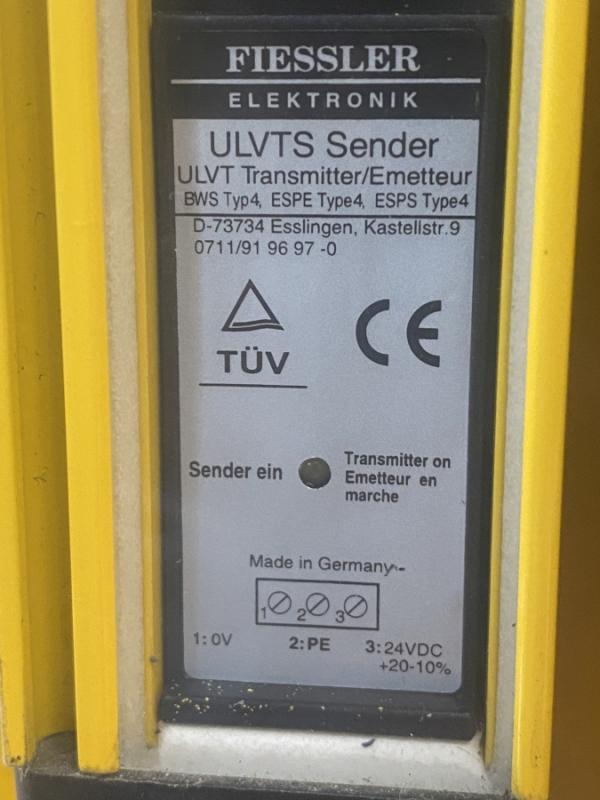 FIESSLER
ELEKTRONIK
ULVTS Sender
ULVT Transmitter/Emetteur
BWS Typ4, ESPE Type4, ESPS Type4
D-73734 Esslingen, Kastellstr.9
0711/91 96 97 -0
TÜV
CE
Sender ein
Transmitter on
Emetteur en
marche
Made in Germany
1 2 3
1: 0V 2: PE 3: 24VDC
+20-10%